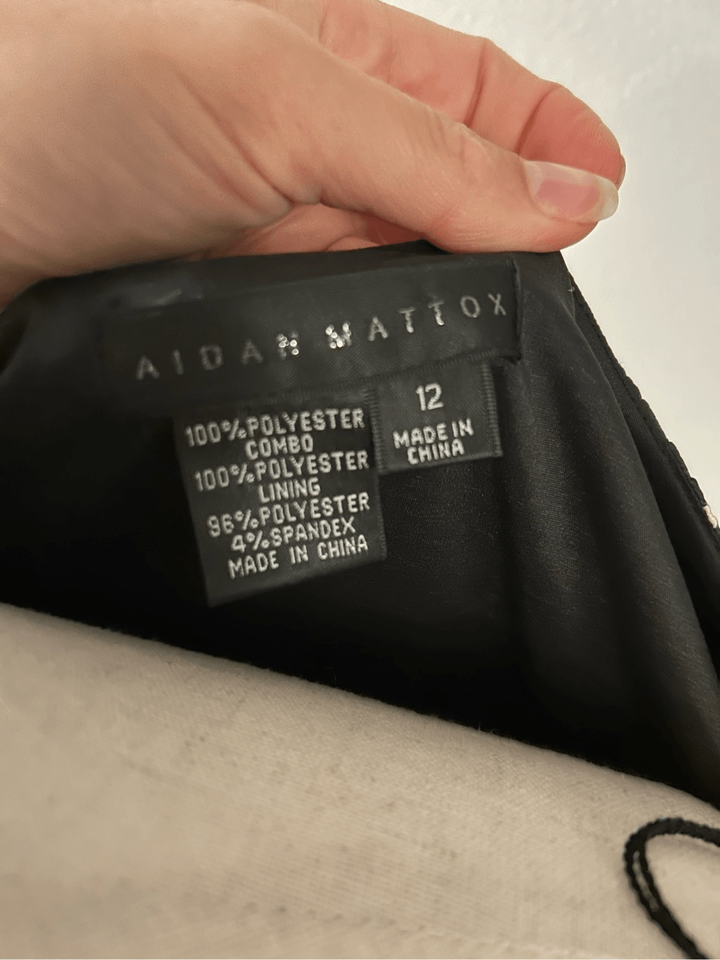 AIDAN MATTOX
100%POLYESTER
COMBO
100%POLYESTER
LINING
96%POLYESTER
4%SPANDEX
MADE IN CHINA
12
MADE IN
CHINA